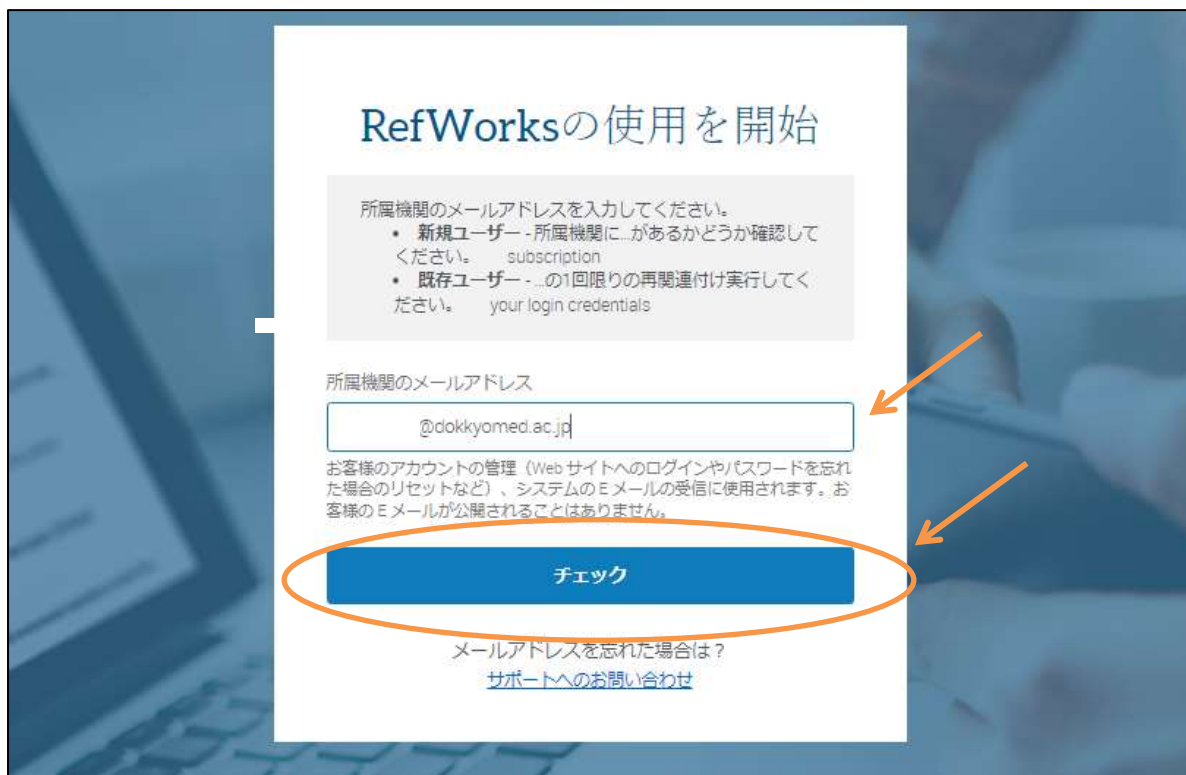 RefWorksの使用を開始
所属機関のメールアドレスを入力してください。
• 新規ユーザー - 所属機関に...があるかどうか確認して
ください。 subscription
• 既存ユーザー - ...の1回限りの再関連付け実行してく
ださい。 your login credentials
所属機関のメールアドレス
@dokkyomed.ac.jp
お客様のアカウントの管理（Web サイトへのログインやパスワードを忘れ
た場合のリセットなど）、システムの E メールの受信に使用されます。お
客様の E メールが公開されることはありません。
チェック
メールアドレスを忘れた場合は？
サポートへのお問い合わせ